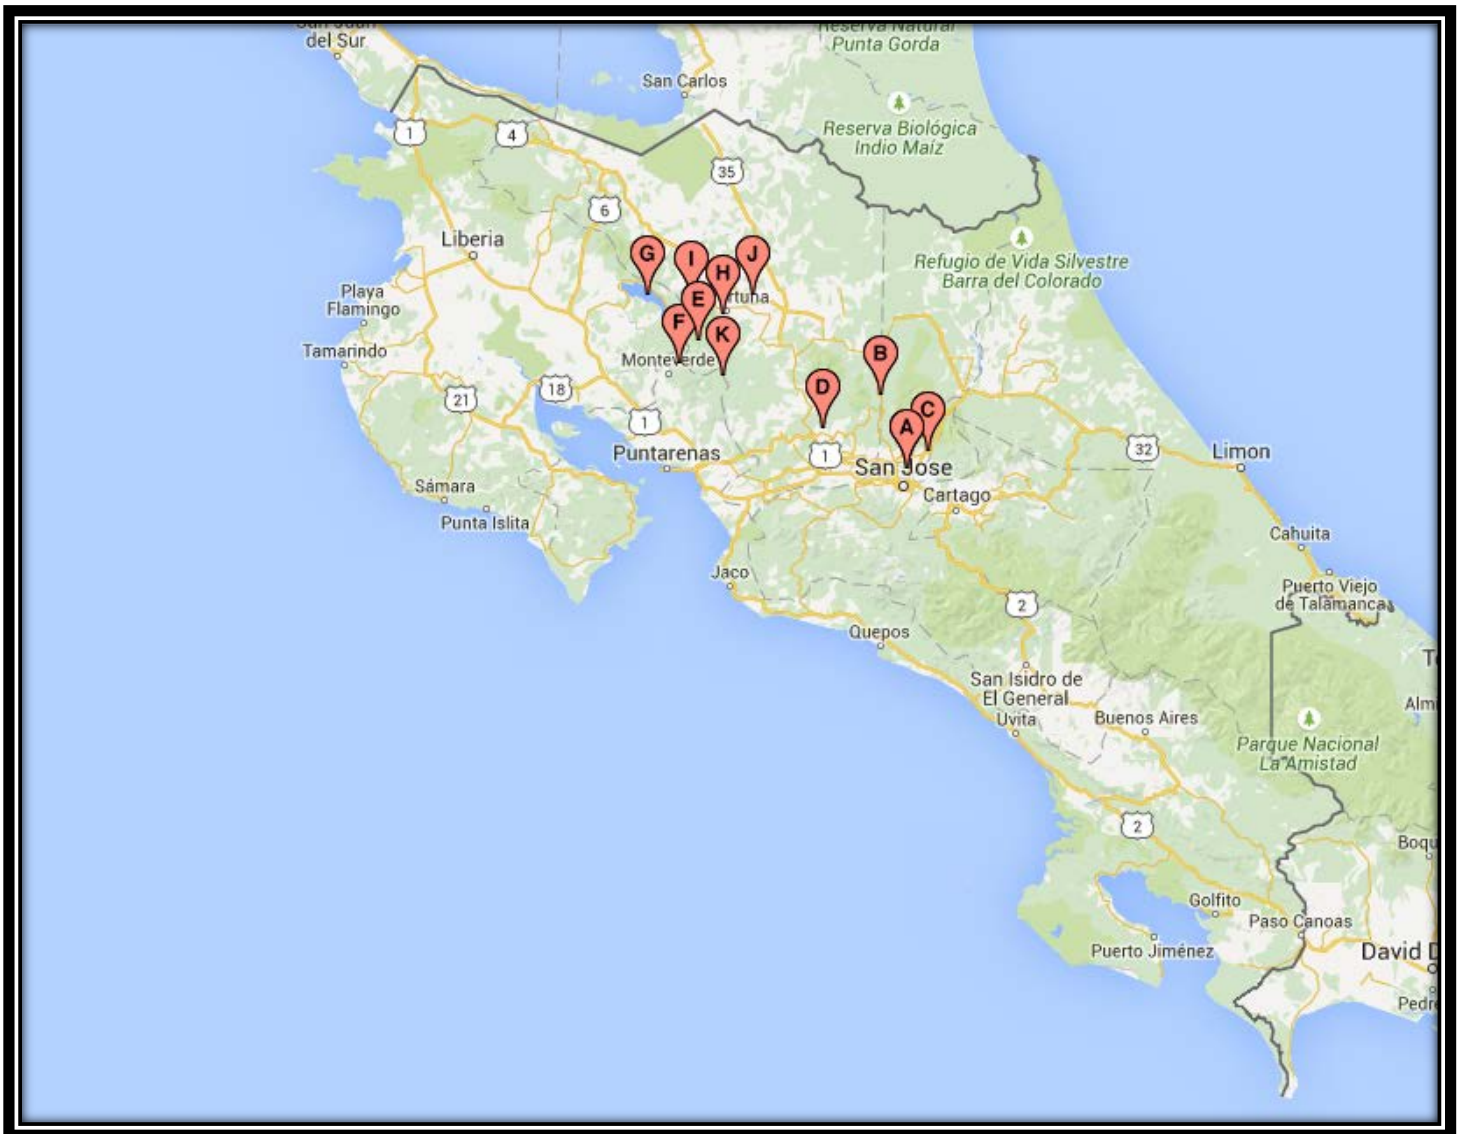 del Sur
San Carlos
Reserva Natural
Punta Gorda
Reserva Biológica
Indio Maíz
1
4
35
6
Liberia
Refugio de Vida Silvestre
Barra del Colorado
G
I
H
J
E
F
K
Playa
Flamingo
Tamarindo
Monteverde
B
D
C
A
18
21
1
1
32
Puntarenas
San Jose
Limon
Sámara
Cartago
Punta Islita
Cahuita
Jaco
Puerto Viejo
de Talamanca
2
Quepos
San Isidro de
El General
Uvita
Buenos Aires
Parque Nacional
La Amistad
2
Golfito
Paso Canoas
Puerto Jiménez
David